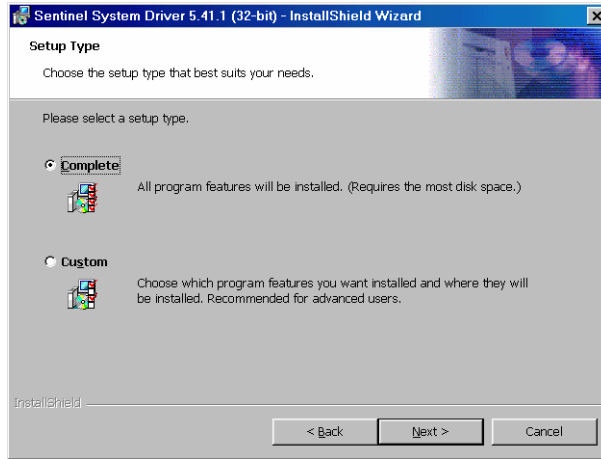 Sentinel System Driver 5.41.1 (32-bit) - InstallShield Wizard
Setup Type
Choose the setup type that best suits your needs.
Please select a setup type.
Complete
All program features will be installed. (Requires the most disk space.)
Custom
Choose which program features you want installed and where they will
be installed. Recommended for advanced users.
InstallShield
< Back
Next >
Cancel